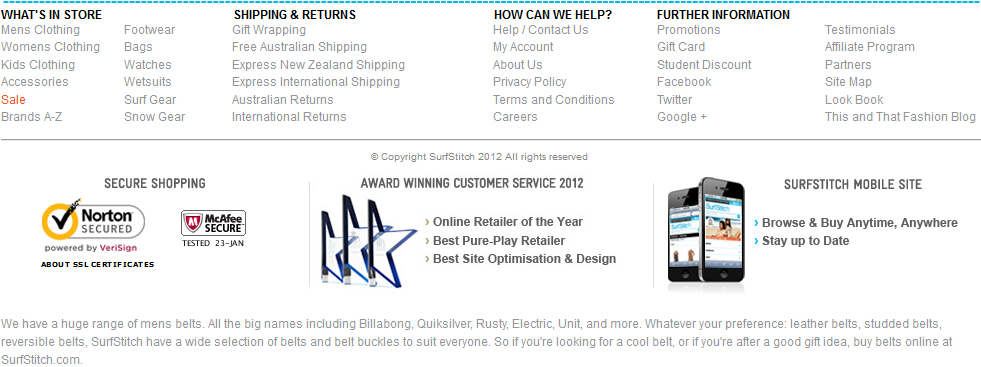 WHAT'S IN STORE
Mens Clothing
Womens Clothing
Kids Clothing
Accessories
Sale
Brands A-Z
Footwear
Bags
Watches
Wetsuits
Surf Gear
Snow Gear
SHIPPING & RETURNS
Gift Wrapping
Free Australian Shipping
Express New Zealand Shipping
Express International Shipping
Australian Returns
International Returns
HOW CAN WE HELP?
Help / Contact Us
My Account
About Us
Privacy Policy
Terms and Conditions
Careers
FURTHER INFORMATION
Promotions
Gift Card
Student Discount
Facebook
Twitter
Google +
Testimonials
Affiliate Program
Partners
Site Map
Look Book
This and That Fashion Blog
© Copyright SurfStitch 2012 All rights reserved
SECURE SHOPPING
Norton
SECURED
powered by VeriSign
ABOUT SSL CERTIFICATES
McAfee
SECURE
TESTED 23-JAN
AWARD WINNING CUSTOMER SERVICE 2012
› Online Retailer of the Year
› Best Pure-Play Retailer
› Best Site Optimisation & Design
SurfStitch
SURFSTITCH MOBILE SITE
› Browse & Buy Anytime, Anywhere
› Stay up to Date
We have a huge range of mens belts. All the big names including Billabong, Quiksilver, Rusty, Electric, Unit, and more. Whatever your preference: leather belts, studded belts,
reversible belts, SurfStitch have a wide selection of belts and belt buckles to suit everyone. So if you're looking for a cool belt, or if you're after a good gift idea, buy belts online at
SurfStitch.com.